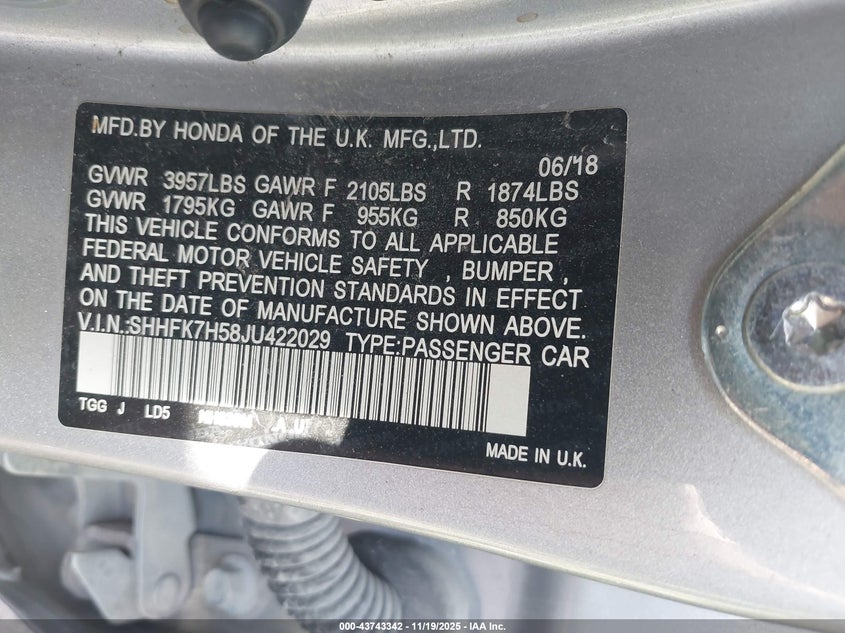 MFD.BY HONDA OF THE U.K. MFG.,LTD.
06/18
GVWR 3957LBS GAWR F 2105LBS R 1874LBS
GVWR 1795KG GAWR F 955KG R 850KG
THIS VEHICLE CONFORMS TO ALL APPLICABLE
FEDERAL MOTOR VEHICLE SAFETY , BUMPER ,
AND THEFT PREVENTION STANDARDS IN EFFECT
ON THE DATE OF MANUFACTURE SHOWN ABOVE.
V.I.N.:SHHFK7H58JU422029 TYPE:PASSENGER CAR
TGG J LD5
MADE IN U.K.
000-43743342 - 11/19/2025 - IAA Inc.